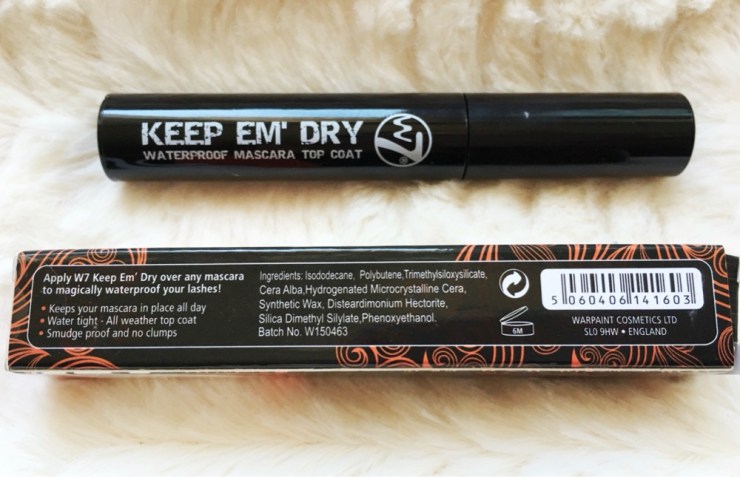 KEEP EM' DRY
WATERPROOF MASCARA TOP COAT
W7
Apply W7 Keep Em' Dry over any mascara
to magically waterproof your lashes!
• Keeps your mascara in place all day
• Water tight - All weather top coat
• Smudge proof and no clumps
Ingredients: Isododecane, Polybutene,Trimethylsiloxysilicate,
Cera Alba,Hydrogenated Microcrystalline Cera,
Synthetic Wax, Disteardimonium Hectorite,
Silica Dimethyl Silylate,Phenoxyethanol.
Batch No. W150463
6M
5 060406 141603
WARPAINT COSMETICS LTD
SL0 9HW • ENGLAND